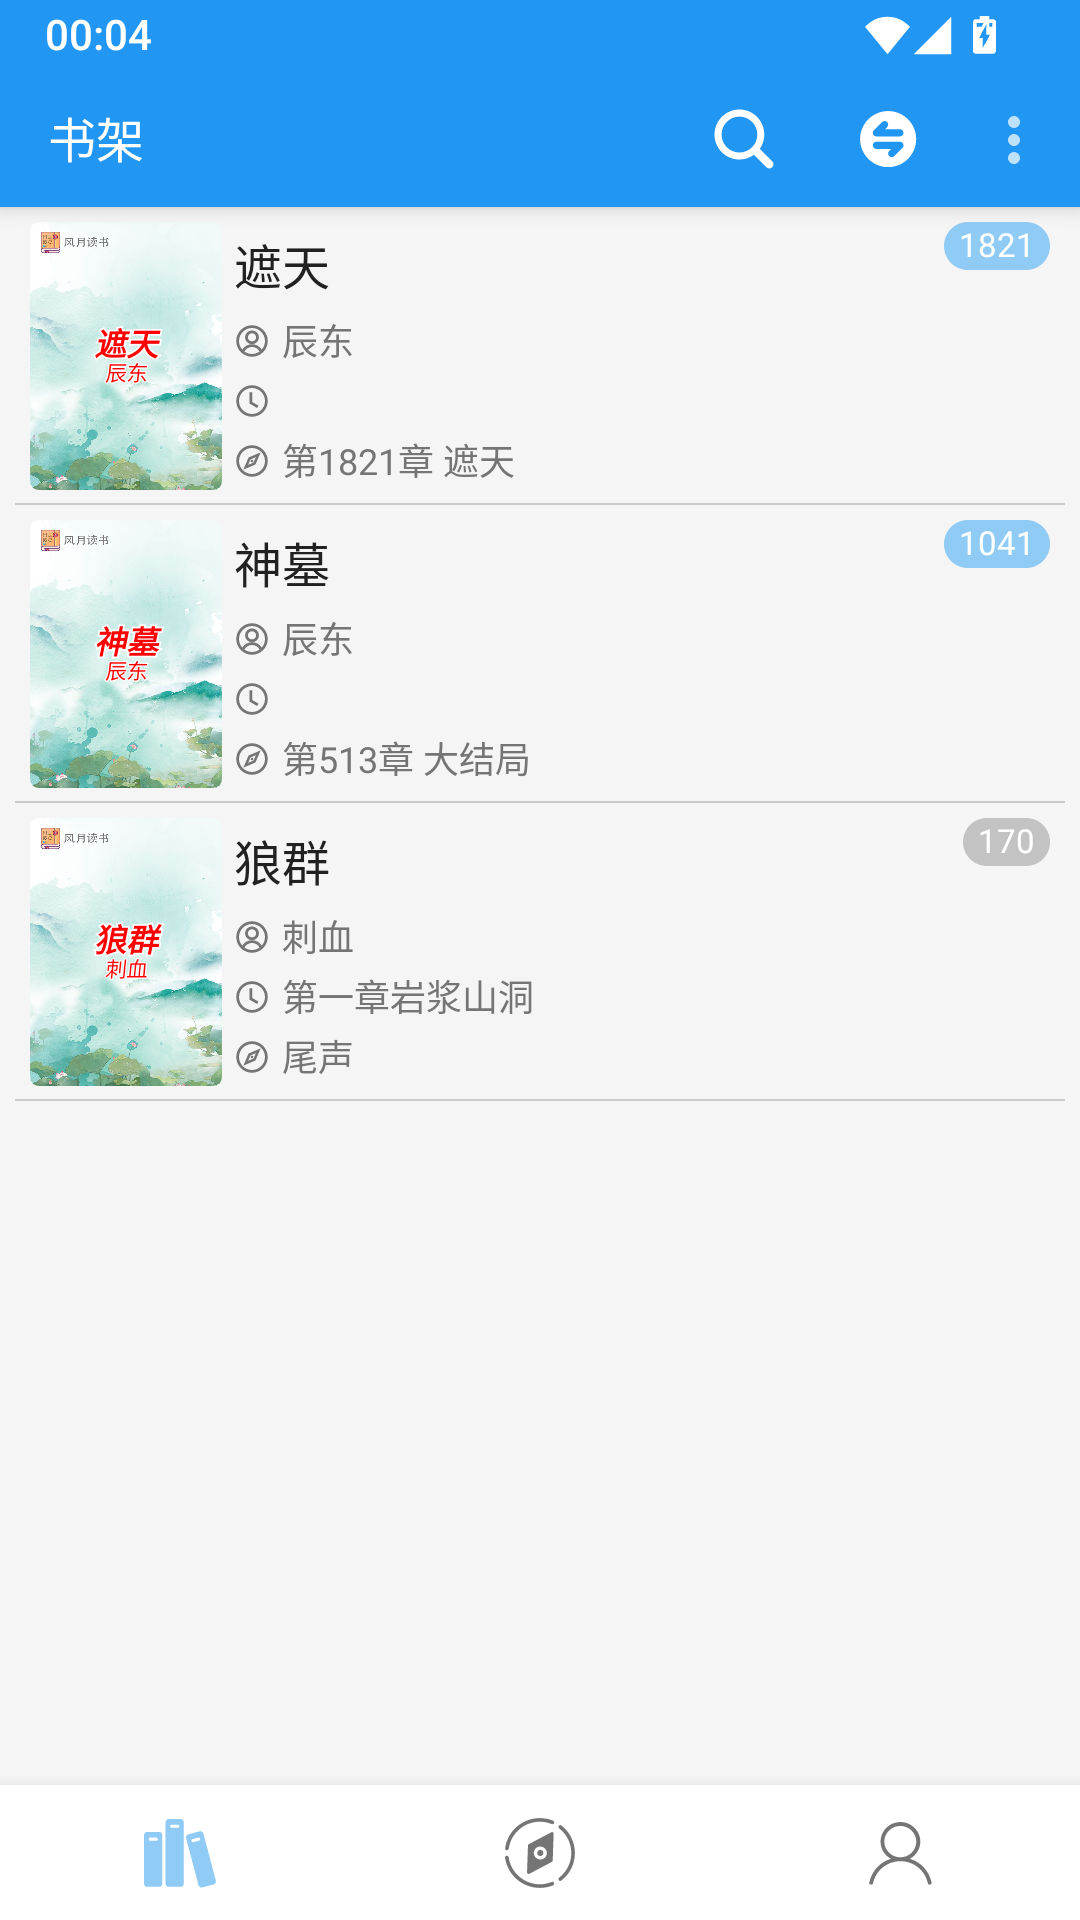 00:04
书架
风月读书
遮天
辰东
遮天
1821
辰东
第1821章 遮天
风月读书
神墓
辰东
神墓
1041
辰东
第513章 大结局
风月读书
狼群
刺血
狼群
170
刺血
第一章岩浆山洞
尾声